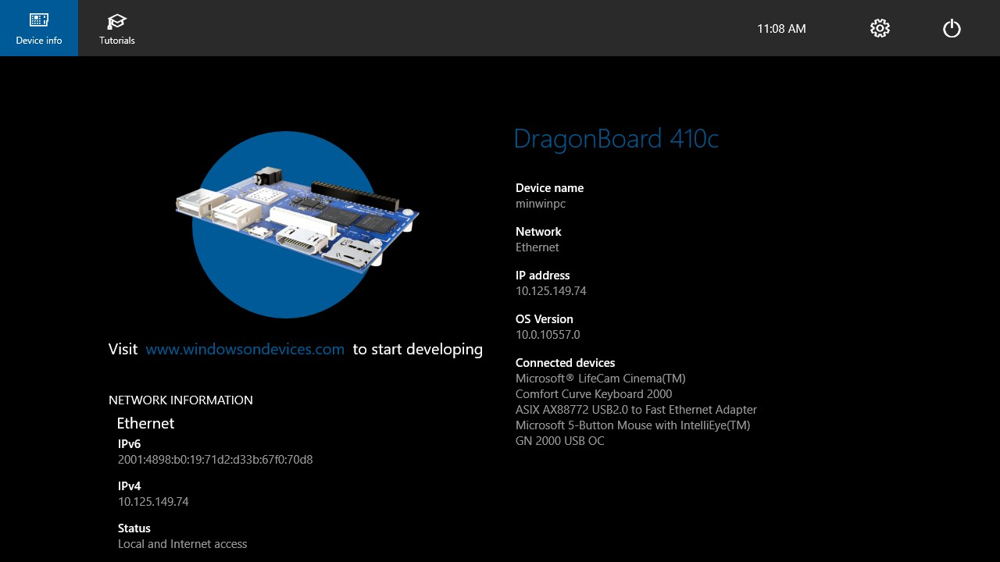 Device info
Tutorials
11:08 AM
DragonBoard 410c
Device name
minwinpc
Network
Ethernet
IP address
10.125.149.74
OS Version
10.0.10557.0
Connected devices
Microsoft® LifeCam Cinema(TM)
Comfort Curve Keyboard 2000
ASIX AX88772 USB2.0 to Fast Ethernet Adapter
Microsoft 5-Button Mouse with IntelliEye(TM)
GN 2000 USB OC
Visit www.windowsondevices.com to start developing
NETWORK INFORMATION
Ethernet
IPv6
2001:4898:b0:19:71d2:d33b:67f0:70d8
IPv4
10.125.149.74
Status
Local and Internet access